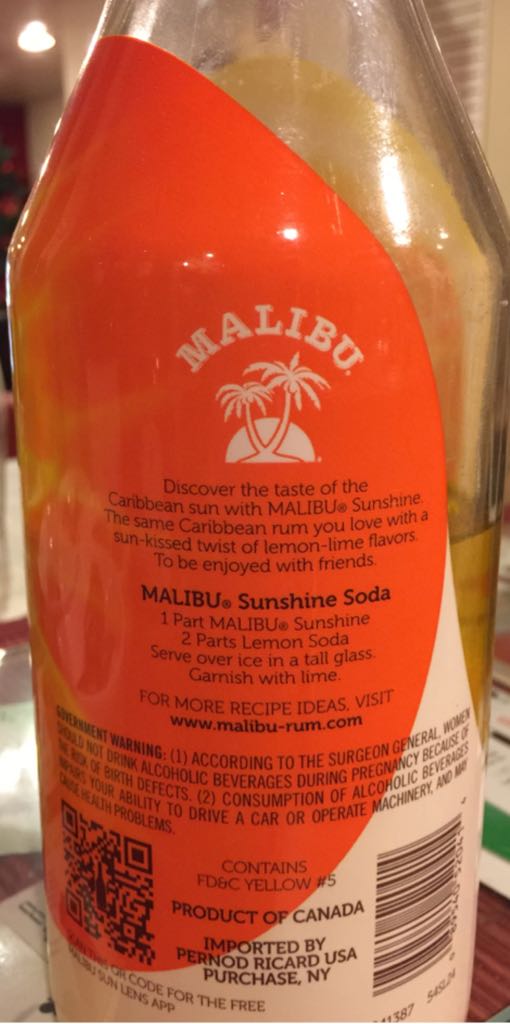 MALIBU
Discover the taste of the
Caribbean sun with MALIBU® Sunshine.
The same Caribbean rum you love with a
sun-kissed twist of lemon-lime flavors.
To be enjoyed with friends.
MALIBU® Sunshine Soda
1 Part MALIBU® Sunshine
2 Parts Lemon Soda
Serve over ice in a tall glass.
Garnish with lime.
FOR MORE RECIPE IDEAS, VISIT
www.malibu-rum.com
GOVERNMENT WARNING: (1) ACCORDING TO THE SURGEON GENERAL, WOMEN
SHOULD NOT DRINK ALCOHOLIC BEVERAGES DURING PREGNANCY BECAUSE OF
THE RISK OF BIRTH DEFECTS. (2) CONSUMPTION OF ALCOHOLIC BEVERAGES
IMPAIRS YOUR ABILITY TO DRIVE A CAR OR OPERATE MACHINERY, AND MAY
CAUSE HEALTH PROBLEMS.
CONTAINS
FD&C YELLOW #5
PRODUCT OF CANADA
IMPORTED BY
PERNOD RICARD USA
PURCHASE, NY
SCAN THIS QR CODE FOR THE FREE
MALIBU SUN LENS APP
54SL24